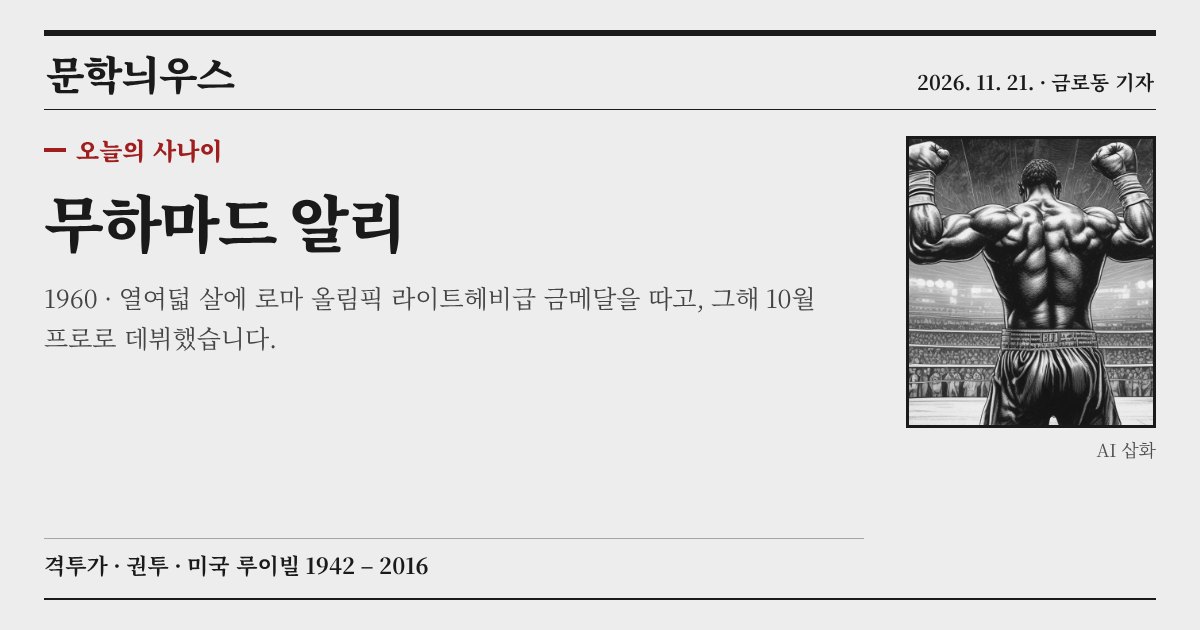 문학늬우스
2026. 11. 21. · 금로동 기자
오늘의 사나이
무하마드 알리
1960 · 열여덟 살에 로마 올림픽 라이트헤비급 금메달을 따고, 그해 10월
프로로 데뷔했습니다.
AI 삽화
격투가 · 권투 · 미국 루이빌 1942 – 2016